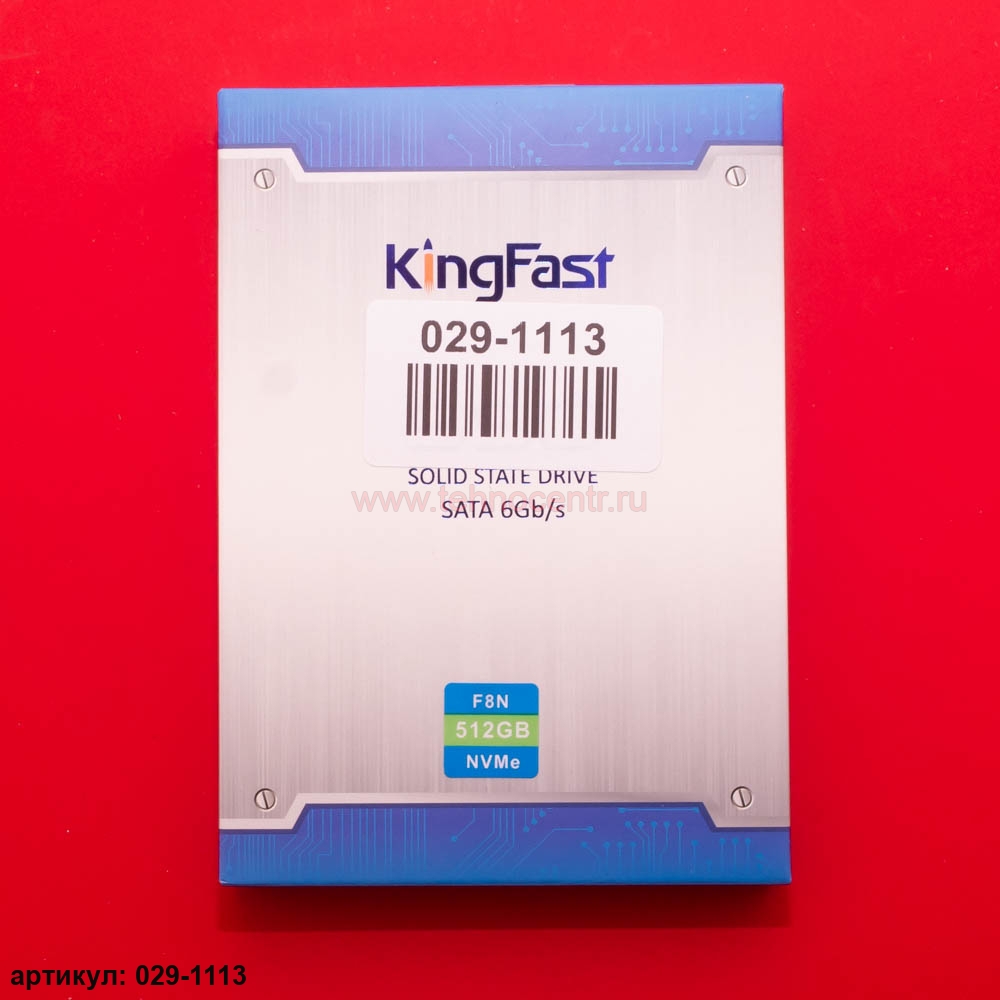 KingFast
029-1113
SOLID STATE DRIVE
www.tehnocentr.ru
SATA 6Gb/s
F8N
512GB
NVMe
артикул: 029-1113